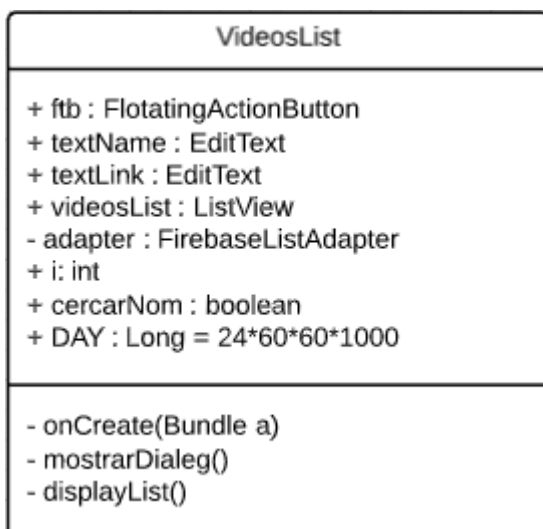 VideosList
+ ftb : FlotatingActionButton
+ textName : EditText
+ textLink : EditText
+ videosList : ListView
- adapter : FirebaseListAdapter
+ i: int
+ cercarNom : boolean
+ DAY : Long = 24*60*60*1000
- onCreate(Bundle a)
- mostrarDialeg()
- displayList()